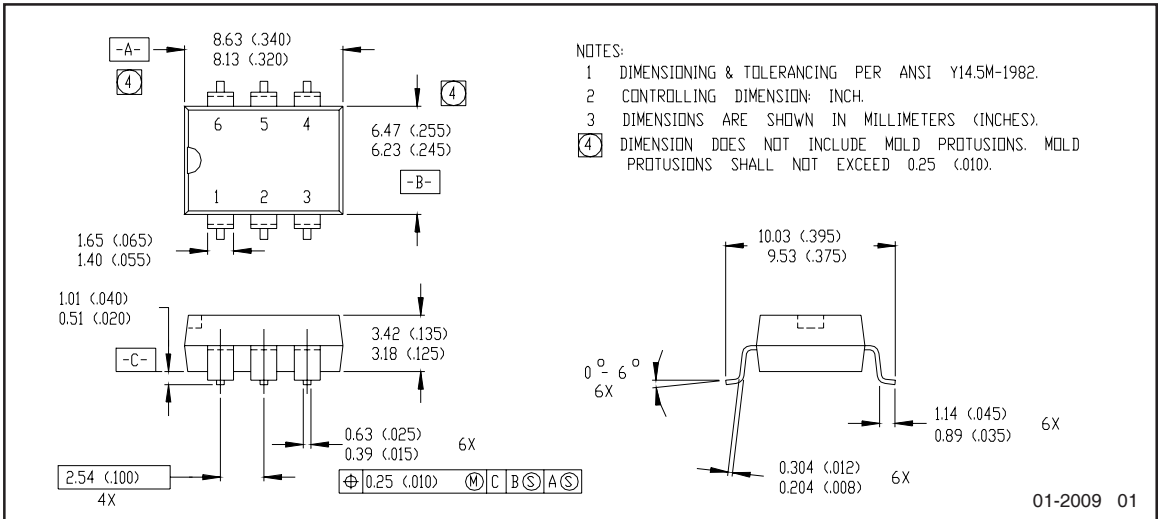 -A-
8.63 (.340)
8.13 (.320)
4
4
6 5 4
1 2 3
6.47 (.255)
6.23 (.245)
-B-
1.65 (.065)
1.40 (.055)
NOTES:
1 DIMENSIONING & TOLERANCING PER ANSI Y14.5M-1982.
2 CONTROLLING DIMENSION: INCH.
3 DIMENSIONS ARE SHOWN IN MILLIMETERS (INCHES).
4 DIMENSION DOES NOT INCLUDE MOLD PROTUSIONS. MOLD
PROTUSIONS SHALL NOT EXCEED 0.25 (.010).
1.01 (.040)
0.51 (.020)
-C-
3.42 (.135)
3.18 (.125)
0.63 (.025)
0.39 (.015)
6X
2.54 (.100)
4X
⌖ 0.25 (.010) Ⓜ C B Ⓢ A Ⓢ
10.03 (.395)
9.53 (.375)
0° - 6°
6X
1.14 (.045)
0.89 (.035)
6X
0.304 (.012)
0.204 (.008)
6X
01-2009 01